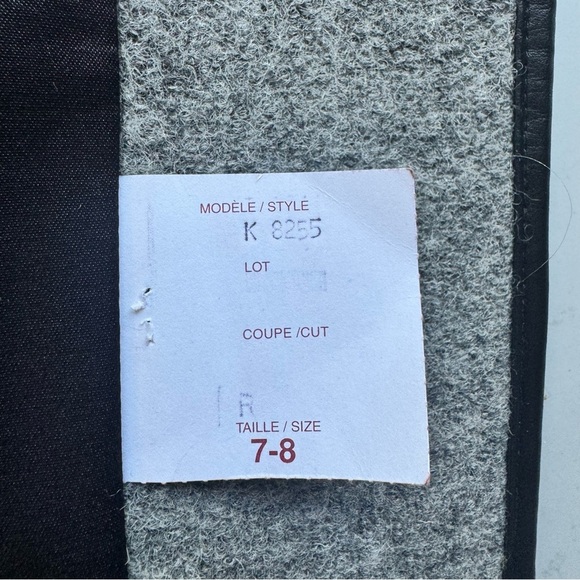 MODÈLE / STYLE
K 8255
LOT
COUPE /CUT
R
TAILLE / SIZE
7-8